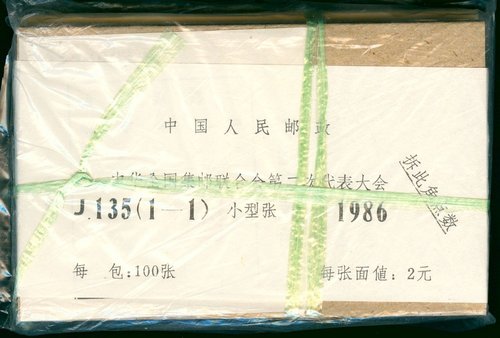 中国人民邮政
中华全国集邮联合会第二次代表大会
J.135(1—1) 小型张 1986
拆此角点数
每 包:100张 每张面値: 2元